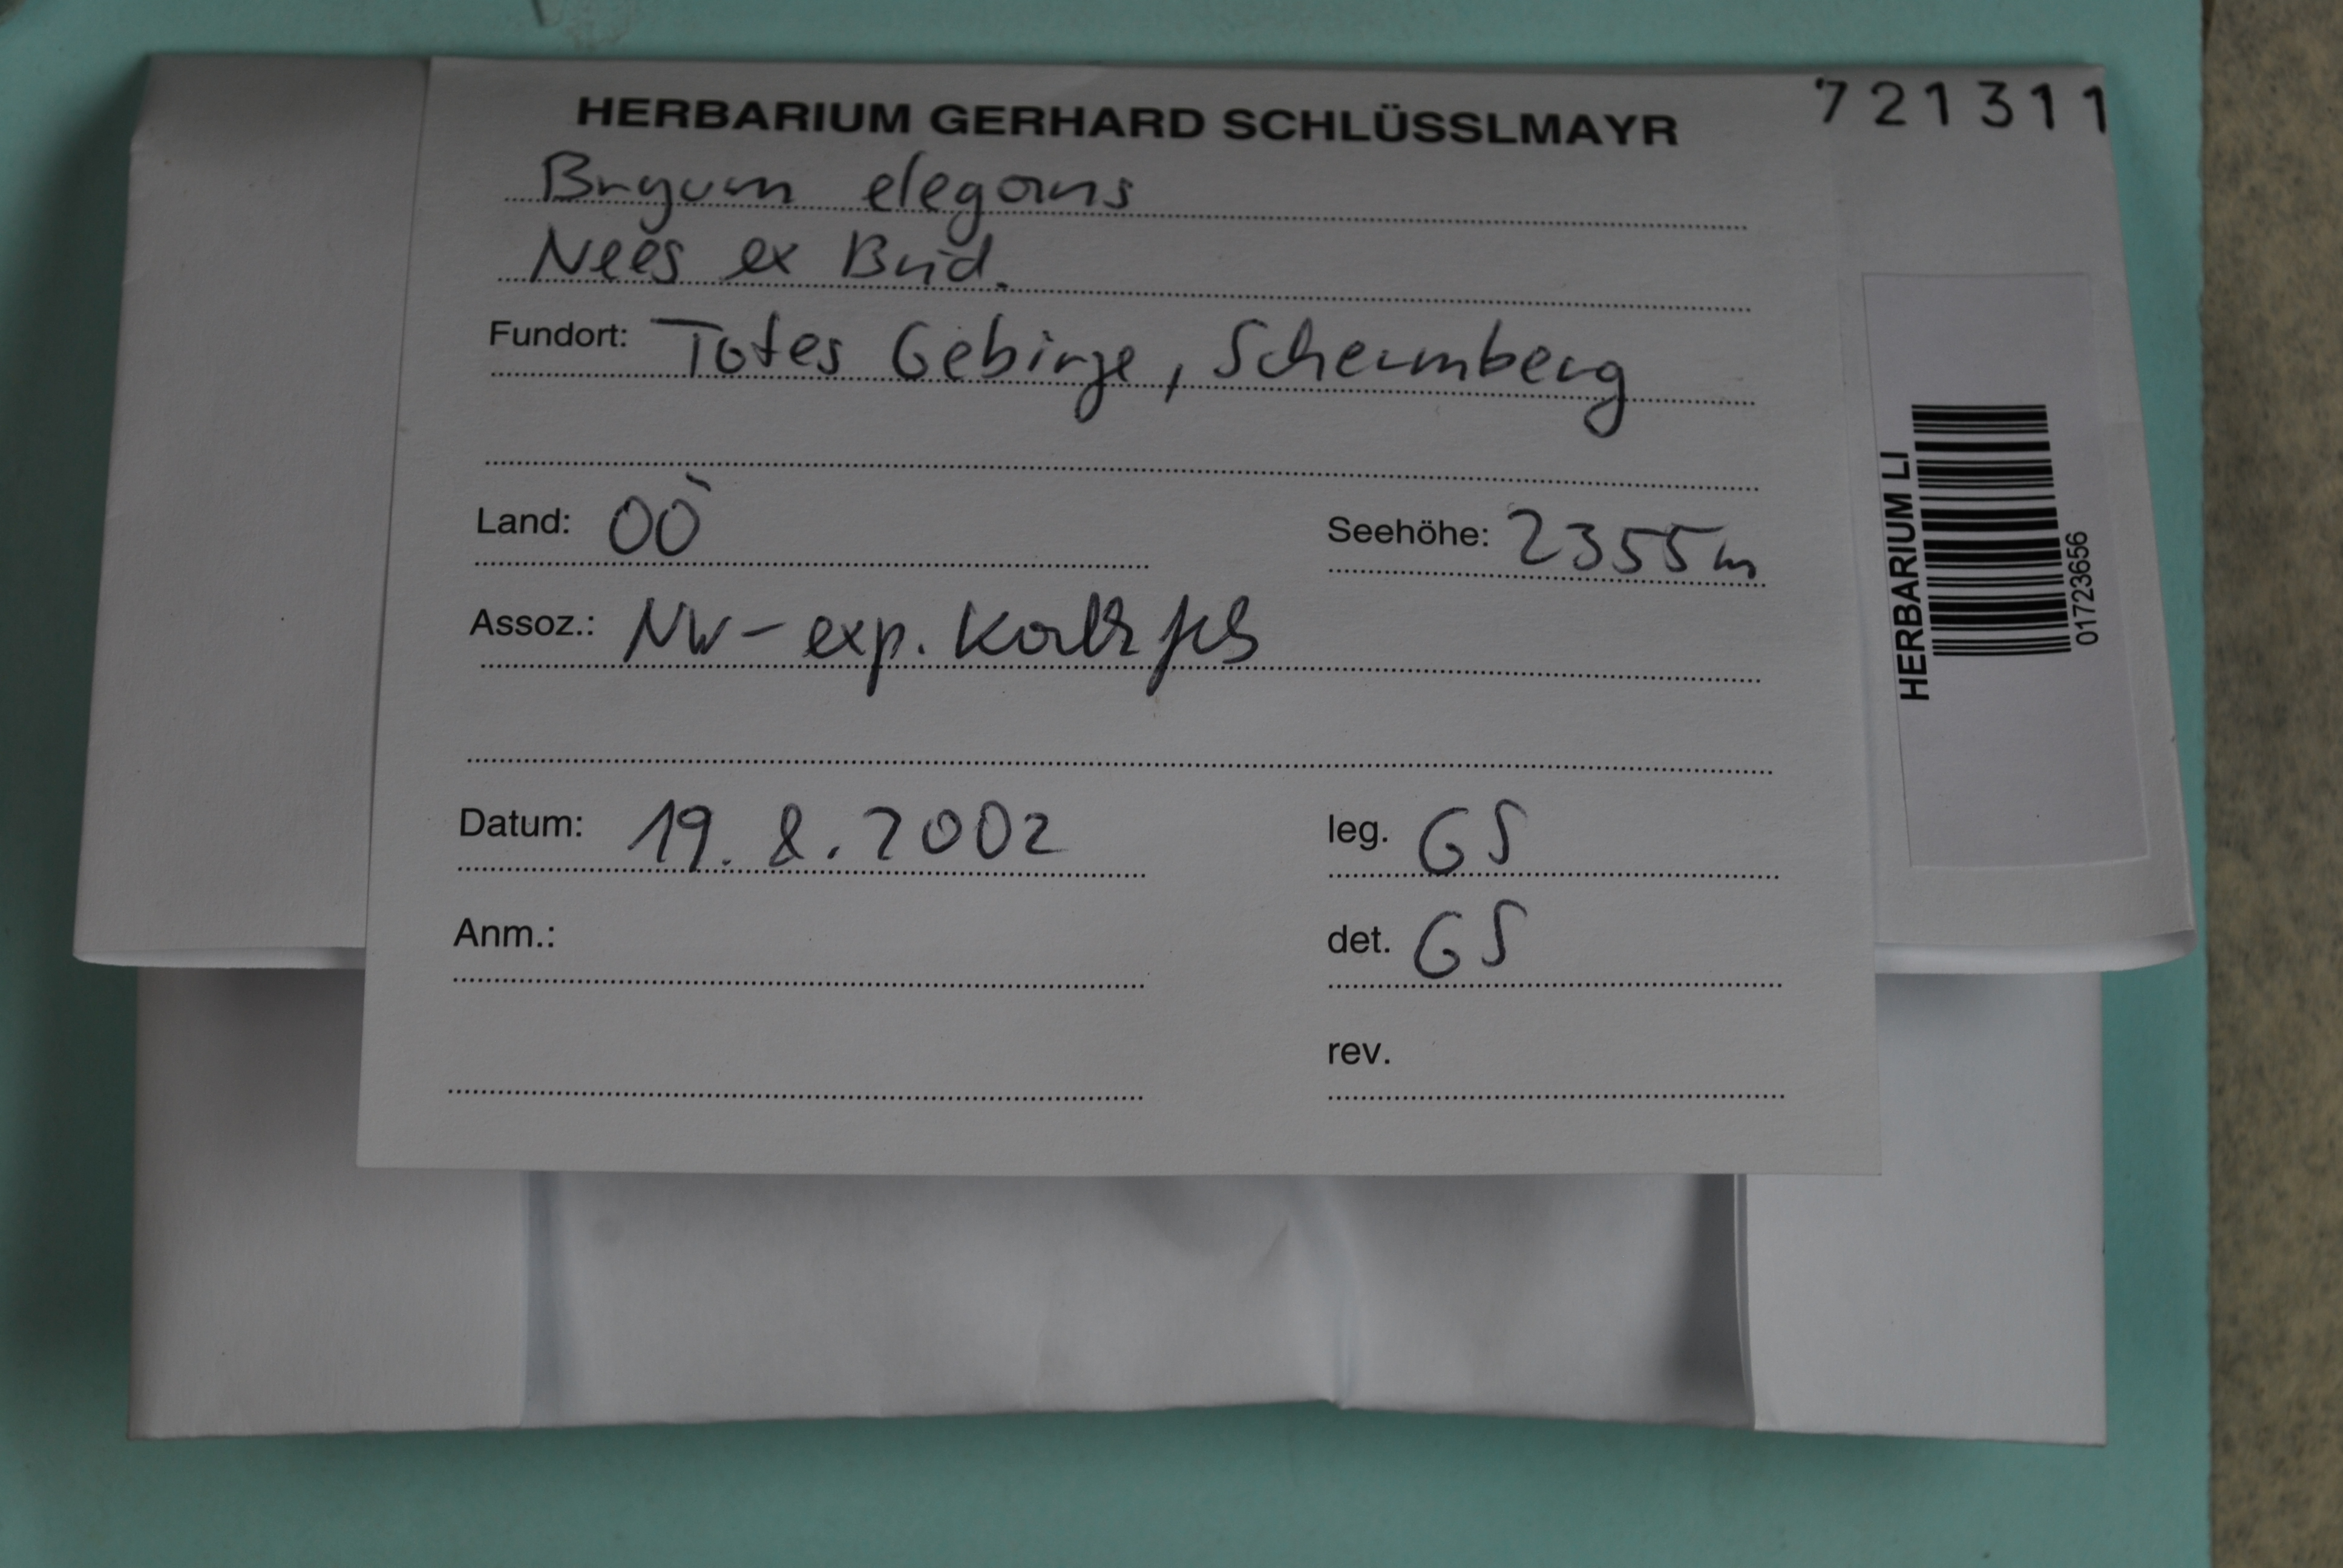 HERBARIUM GERHARD SCHLÜSSLMAYR
721311
Bryum elegans
Nees ex Brid.
Fundort: Totes Gebirge, Schermberg
Land: OÖ
Seehöhe: 2355m
Assoz.: NW-exp. Kalkfels
Datum: 19.8.2002
leg. GS
Anm.:
det. GS
rev.
HERBARIUM LI
01723656